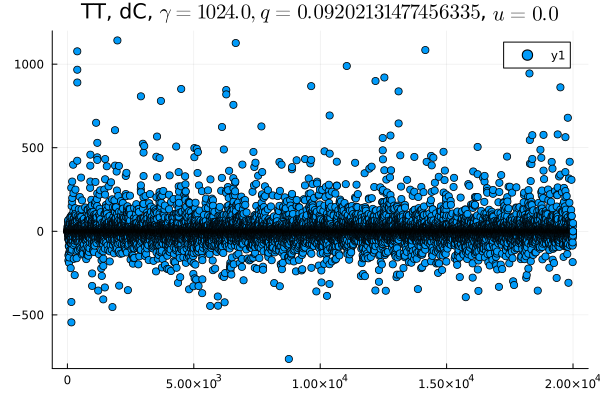 TT, dC, γ = 1024.0, q = 0.09202131477456335, u = 0.0
y1
1000
500
0
−500
0 5.00×10³ 1.00×10⁴ 1.50×10⁴ 2.00×10⁴